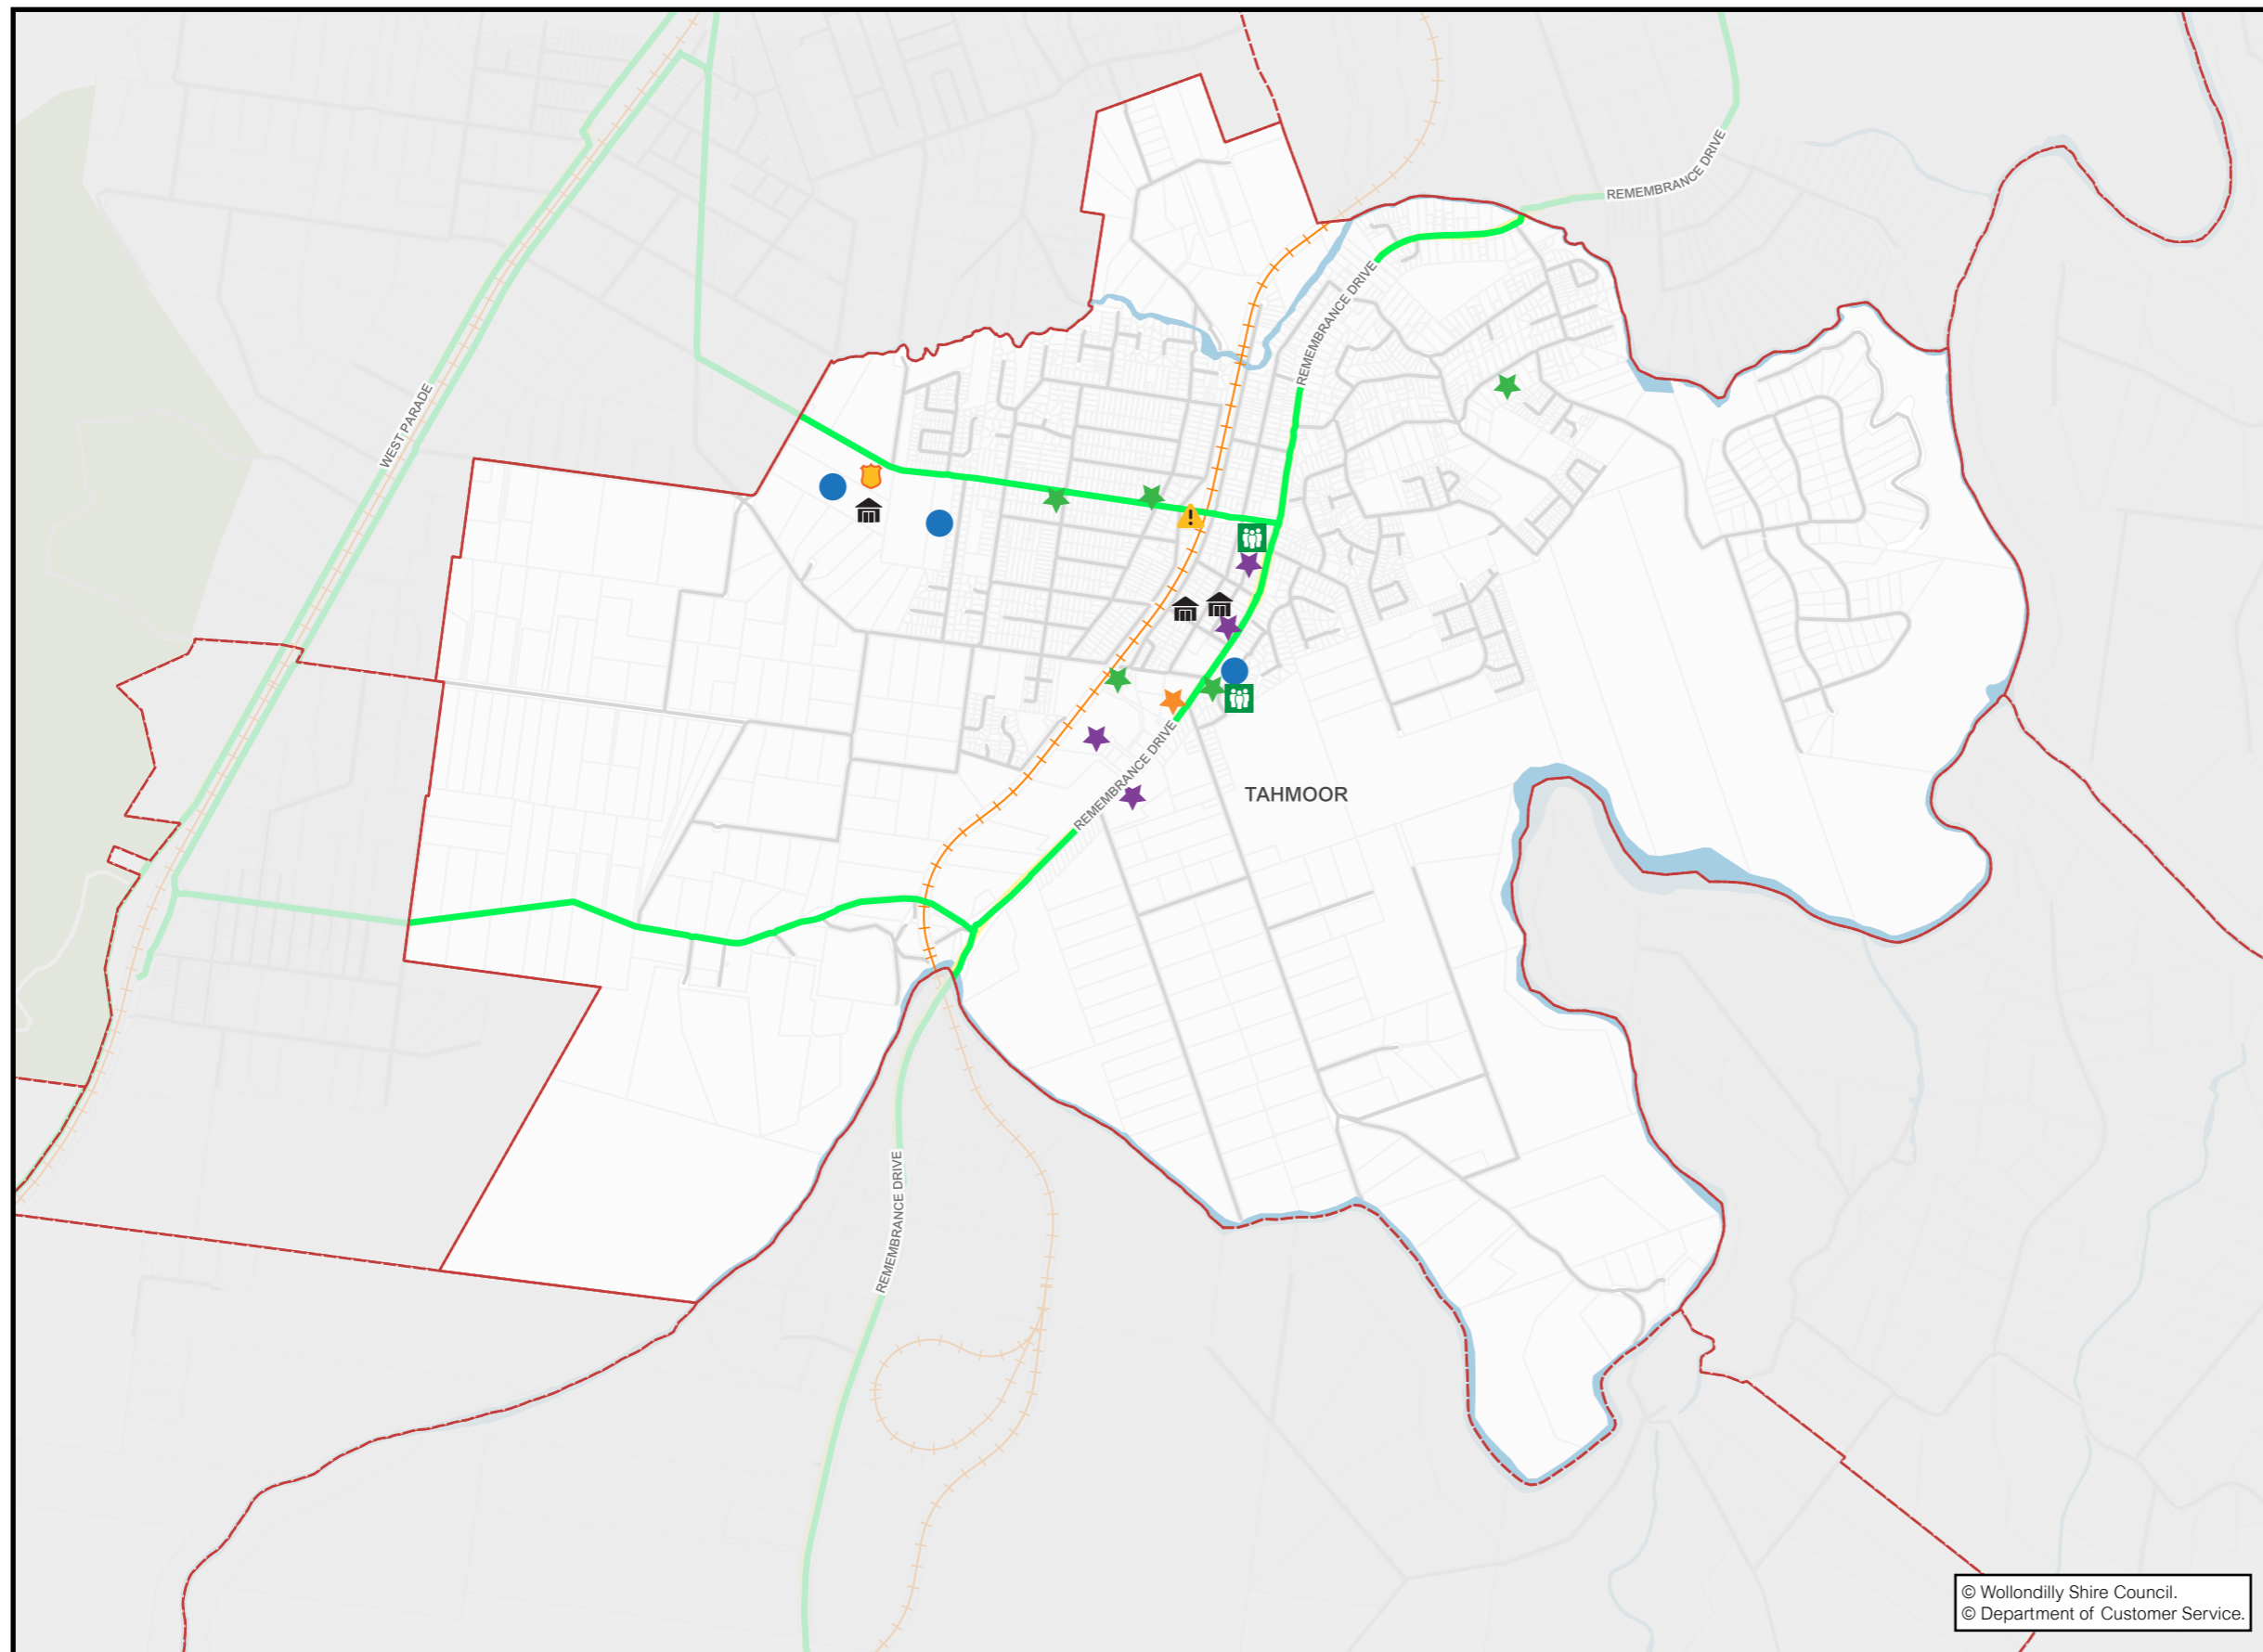 REMEMBRANCE DRIVE
REMEMBRANCE DRIVE
WEST PARADE
REMEMBRANCE DRIVE
TAHMOOR
REMEMBRANCE DRIVE
© Wollondilly Shire Council.
© Department of Customer Service.